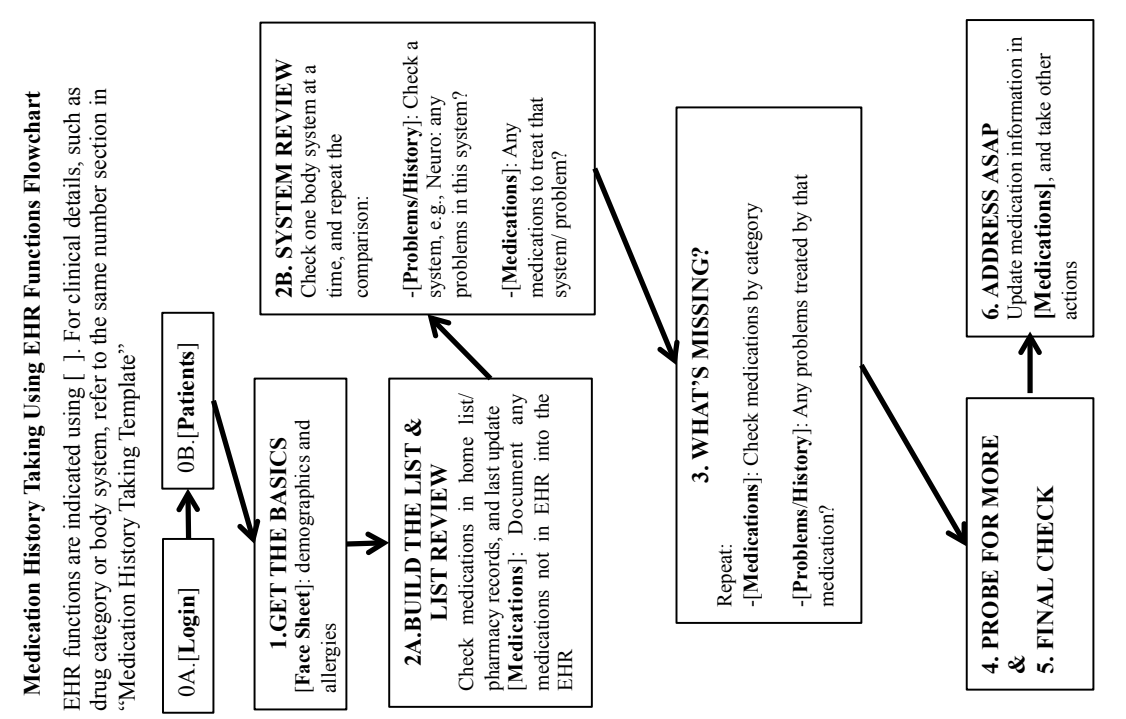 Medication History Taking Using EHR Functions Flowchart
EHR functions are indicated using [ ]. For clinical details, such as
drug category or body system, refer to the same number section in
“Medication History Taking Template”
0A.[Login]
0B.[Patients]
1.GET THE BASICS
[Face Sheet]: demographics and
allergies
2A.BUILD THE LIST &
LIST REVIEW
Check medications in home list/
pharmacy records, and last update
[Medications]: Document any
medications not in EHR into the
EHR
2B. SYSTEM REVIEW
Check one body system at a
time, and repeat the
comparison:
-[Problems/History]: Check a
system, e.g., Neuro: any
problems in this system?
-[Medications]: Any
medications to treat that
system/ problem?
3. WHAT’S MISSING?
Repeat:
-[Medications]: Check medications by category
-[Problems/History]: Any problems treated by that
medication?
4. PROBE FOR MORE
&
5. FINAL CHECK
6. ADDRESS ASAP
Update medication information in
[Medications], and take other
actions